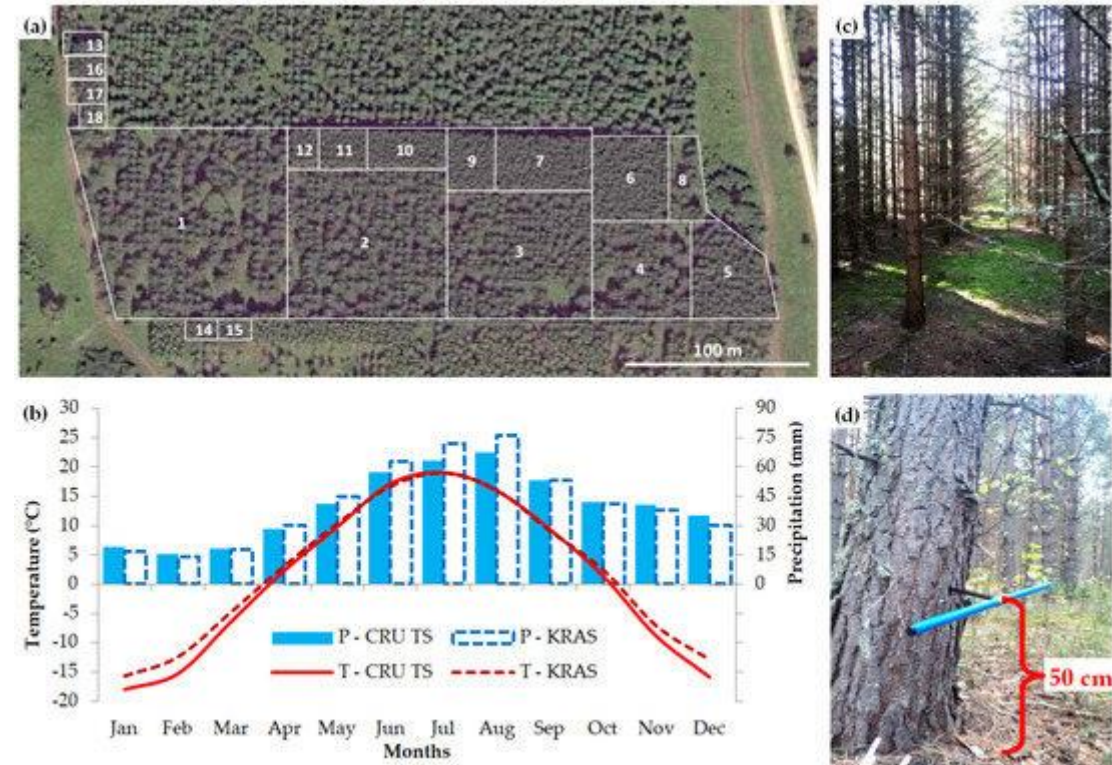 (a)
13
16
17
18
12 11 10 9 7
6 8
1 2 3 4 5
14 15
100 m
(c)
(b)
30 90
25 75
20 60
15 45
10 30
5 15
0 0
-5
-10
-15
-20
Temperature (°C)
Precipitation (mm)
P - CRU TS P - KRAS
T - CRU TS T - KRAS
Jan Feb Mar Apr May Jun Jul Aug Sep Oct Nov Dec
Months
(d)
50 cm